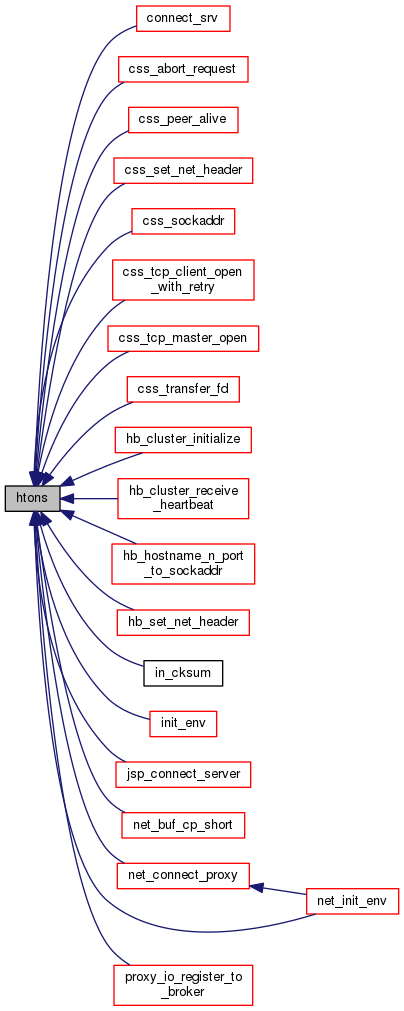 connect_srv
css_abort_request
css_peer_alive
css_set_net_header
css_sockaddr
css_tcp_client_open
_with_retry
css_tcp_master_open
css_transfer_fd
hb_cluster_initialize
htons
hb_cluster_receive
_heartbeat
hb_hostname_n_port
_to_sockaddr
hb_set_net_header
in_cksum
init_env
jsp_connect_server
net_buf_cp_short
net_connect_proxy
net_init_env
proxy_io_register_to
_broker